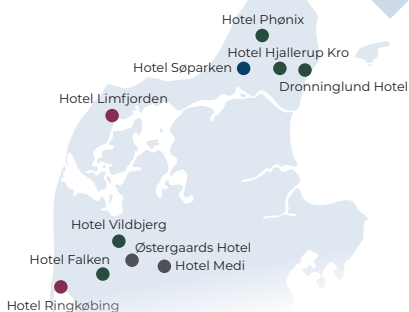 Hotel Phønix
Hotel Hjallerup Kro
Hotel Søparken
Dronninglund Hotel
Hotel Limfjorden
Hotel Vildbjerg
Østergaards Hotel
Hotel Falken
Hotel Medi
Hotel Ringkøbing